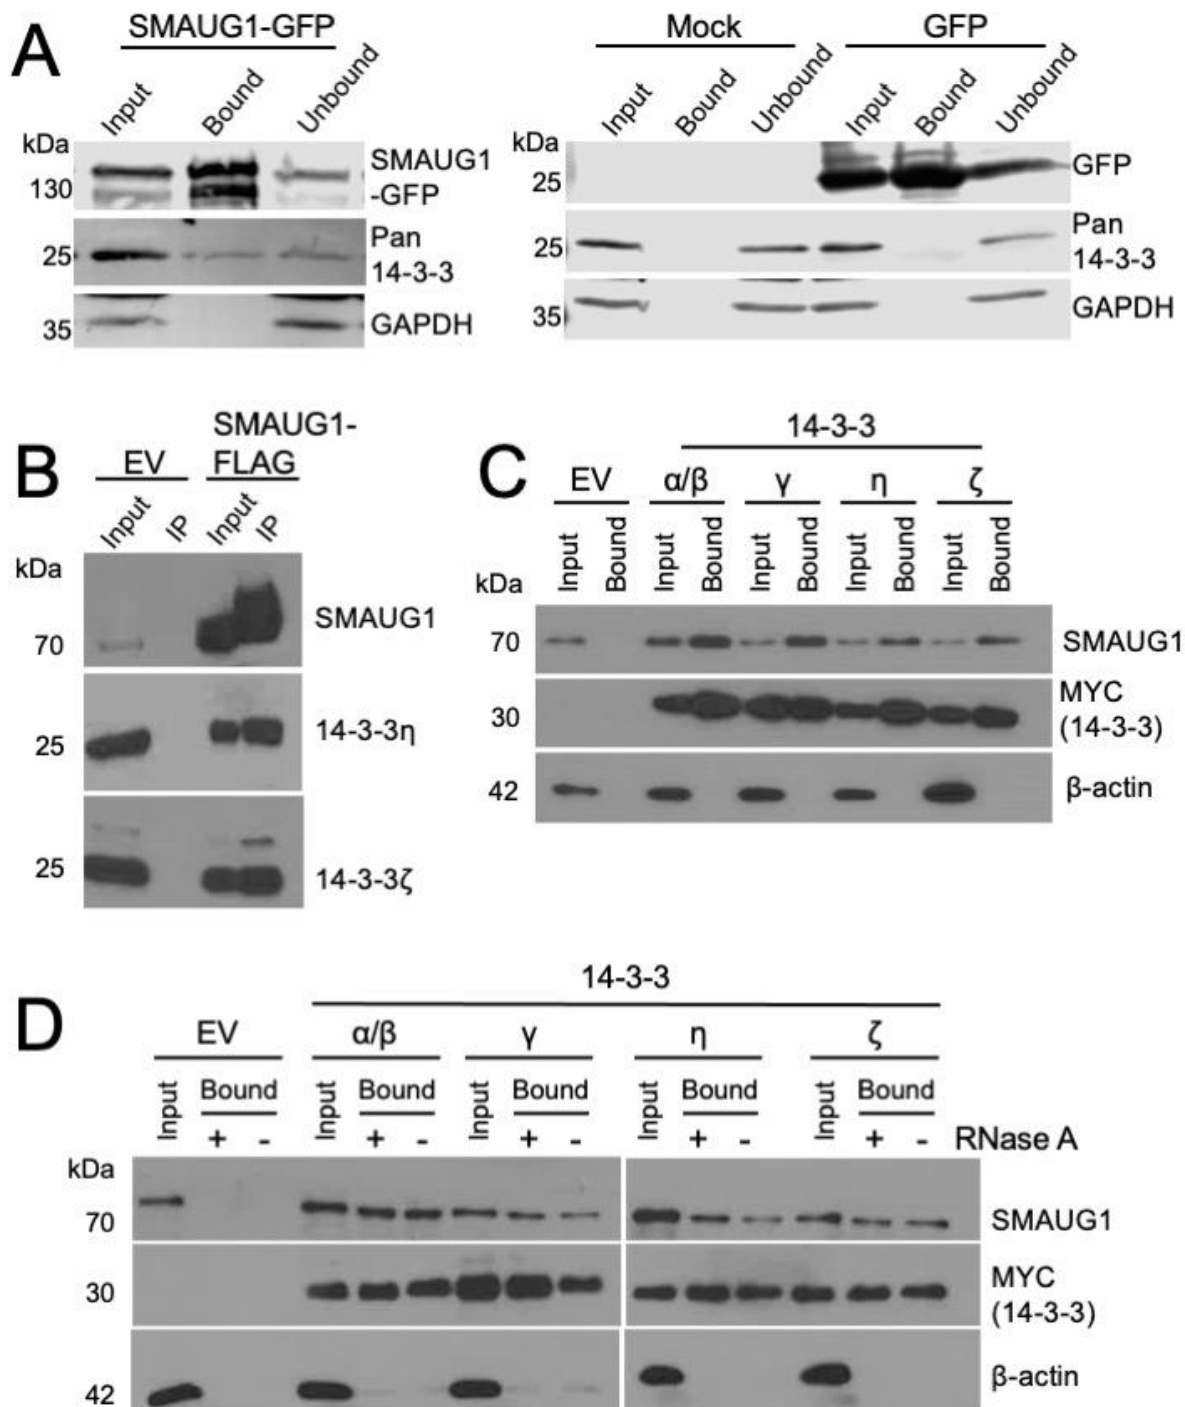 A
SMAUG1-GFP
Input Bound Unbound
kDa
130
SMAUG1
-GFP
25
Pan
14-3-3
35
GAPDH
Mock GFP
Input Bound Unbound Input Bound Unbound
kDa
25
GFP
25
Pan
14-3-3
35
GAPDH
B
EV
SMAUG1-
FLAG
Input IP Input IP
kDa
70
SMAUG1
25
14-3-3η
25
14-3-3ζ
C
14-3-3
EV α/β γ η ζ
Input Bound Input Bound Input Bound Input Bound Input Bound
kDa
70
SMAUG1
30
MYC
(14-3-3)
42
β-actin
D
14-3-3
EV α/β γ η ζ
Input Bound Input Bound Input Bound Input Bound Input Bound
+ - + - + - + - + - RNase A
kDa
70
SMAUG1
30
MYC
(14-3-3)
42
β-actin